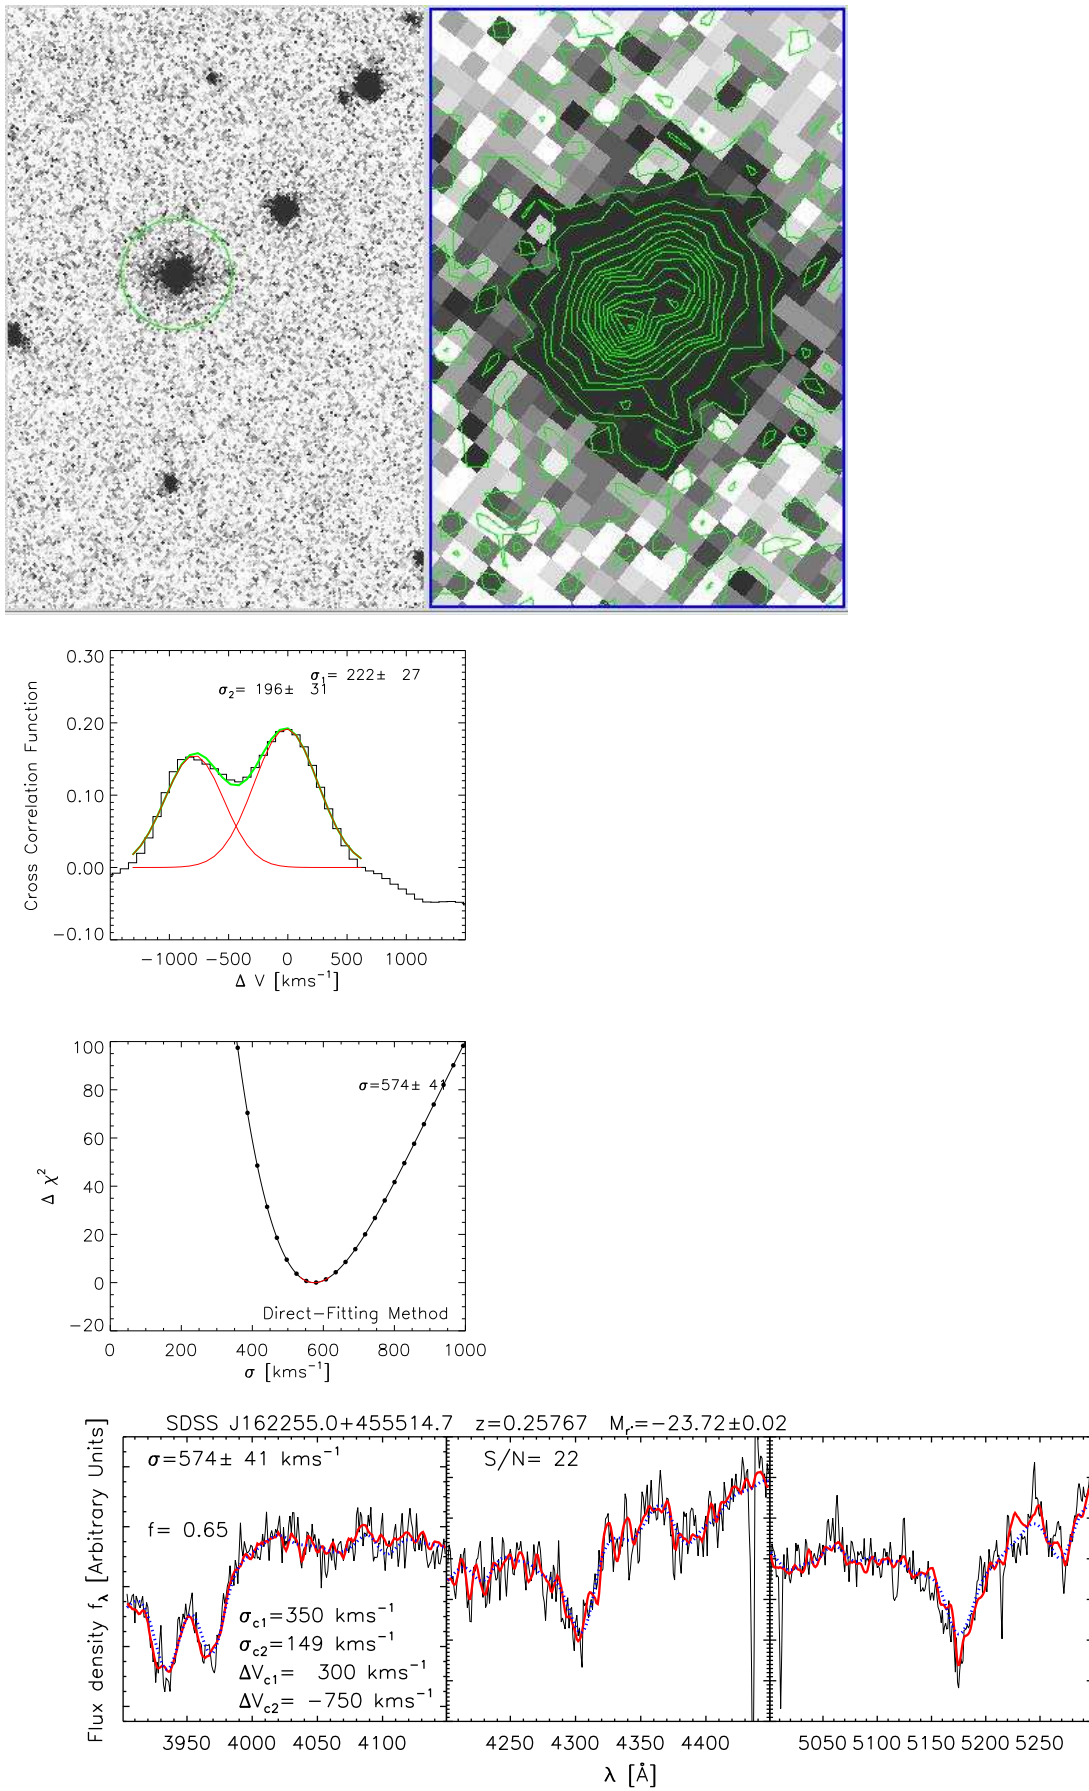 0.30
0.20
0.10
0.00
−0.10
Cross Correlation Function
σ1= 222± 27
σ2= 196± 31
−1000 −500 0 500 1000
Δ V [kms⁻¹]
100
80
60
40
20
0
−20
Δ χ²
σ=574± 41
Direct−Fitting Method
0 200 400 600 800 1000
σ [kms⁻¹]
SDSS J162255.0+455514.7 z=0.25767 Mr=−23.72±0.02
Flux density fλ [Arbitrary Units]
σ=574± 41 kms⁻¹
S/N= 22
f= 0.65
σc1=350 kms⁻¹
σc2=149 kms⁻¹
ΔVc1= 300 kms⁻¹
ΔVc2= −750 kms⁻¹
3950 4000 4050 4100 4250 4300 4350 4400 5050 5100 5150 5200 5250
λ [Å]